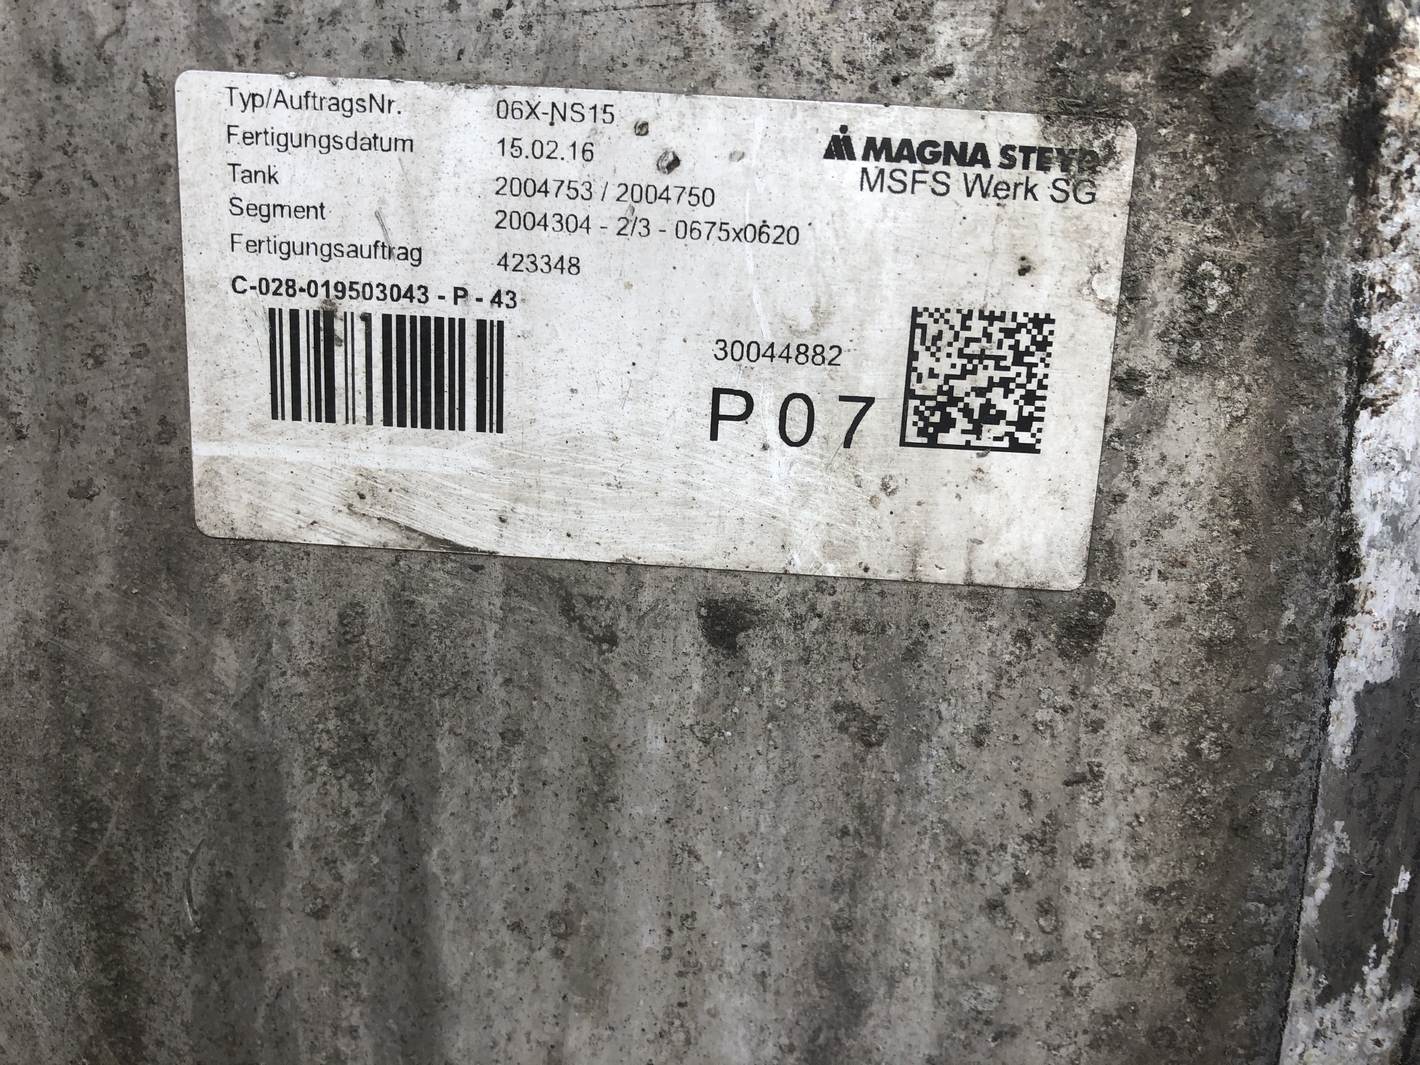 Typ/AuftragsNr. 06X-NS15
Fertigungsdatum 15.02.16
Tank 2004753 / 2004750
Segment 2004304 - 2/3 - 0675x0620
Fertigungsauftrag 423348
C-028-019503043 - P - 43
MAGNA STEYR
MSFS Werk SG
30044882
P 07